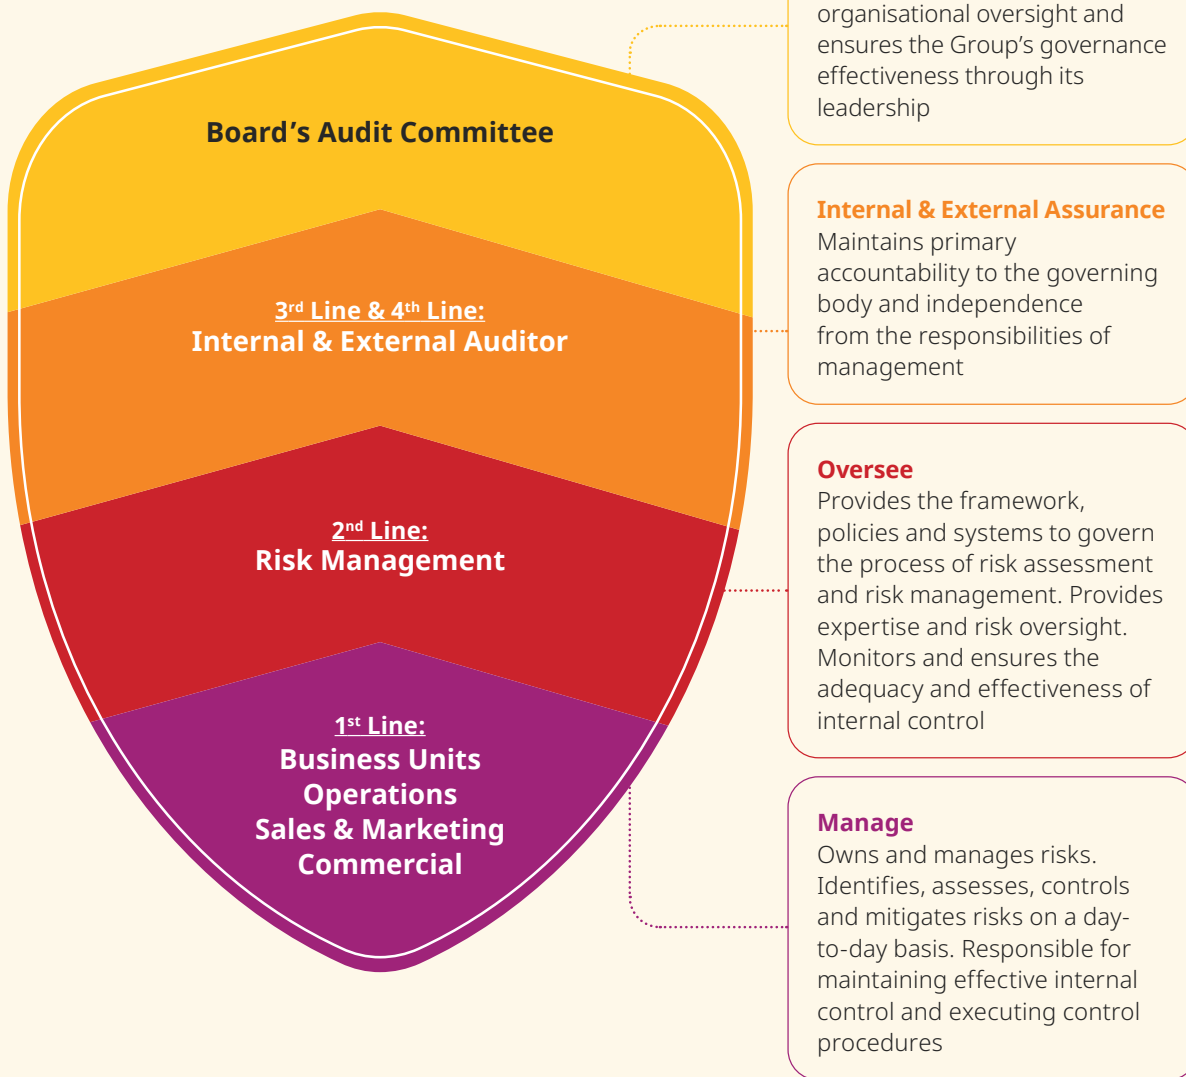 organisational oversight and
ensures the Group’s governance
effectiveness through its
leadership
Board’s Audit Committee
Internal & External Assurance
Maintains primary
accountability to the governing
body and independence
from the responsibilities of
management
3rd Line & 4th Line:
Internal & External Auditor
Oversee
Provides the framework,
policies and systems to govern
the process of risk assessment
and risk management. Provides
expertise and risk oversight.
Monitors and ensures the
adequacy and effectiveness of
internal control
2nd Line:
Risk Management
1st Line:
Business Units
Operations
Sales & Marketing
Commercial
Manage
Owns and manages risks.
Identifies, assesses, controls
and mitigates risks on a day-
to-day basis. Responsible for
maintaining effective internal
control and executing control
procedures